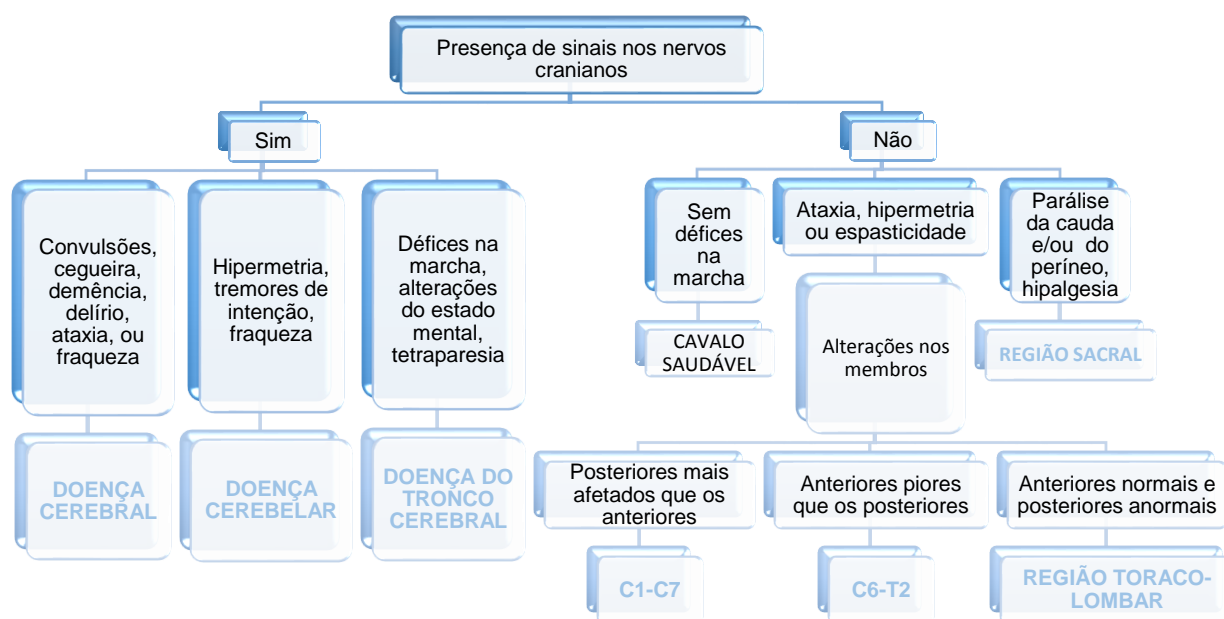 Presença de sinais nos nervos
cranianos
Sim
Não
Convulsões,
cegueira,
demência,
delírio,
ataxia, ou
fraqueza
Hipermetria,
tremores de
intenção,
fraqueza
Défices na
marcha,
alterações
do estado
mental,
tetraparesia
Sem
défices
na
marcha
Ataxia, hipermetria
ou espasticidade
Parálise
da cauda
e/ou do
períneo,
hipalgesia
CAVALO
SAUDÁVEL
Alterações nos
membros
REGIÃO SACRAL
DOENÇA
CEREBRAL
DOENÇA
CEREBELAR
DOENÇA DO
TRONCO
CEREBRAL
Posteriores mais
afetados que os
anteriores
Anteriores piores
que os posteriores
Anteriores normais e
posteriores anormais
C1-C7
C6-T2
REGIÃO TORACO-
LOMBAR